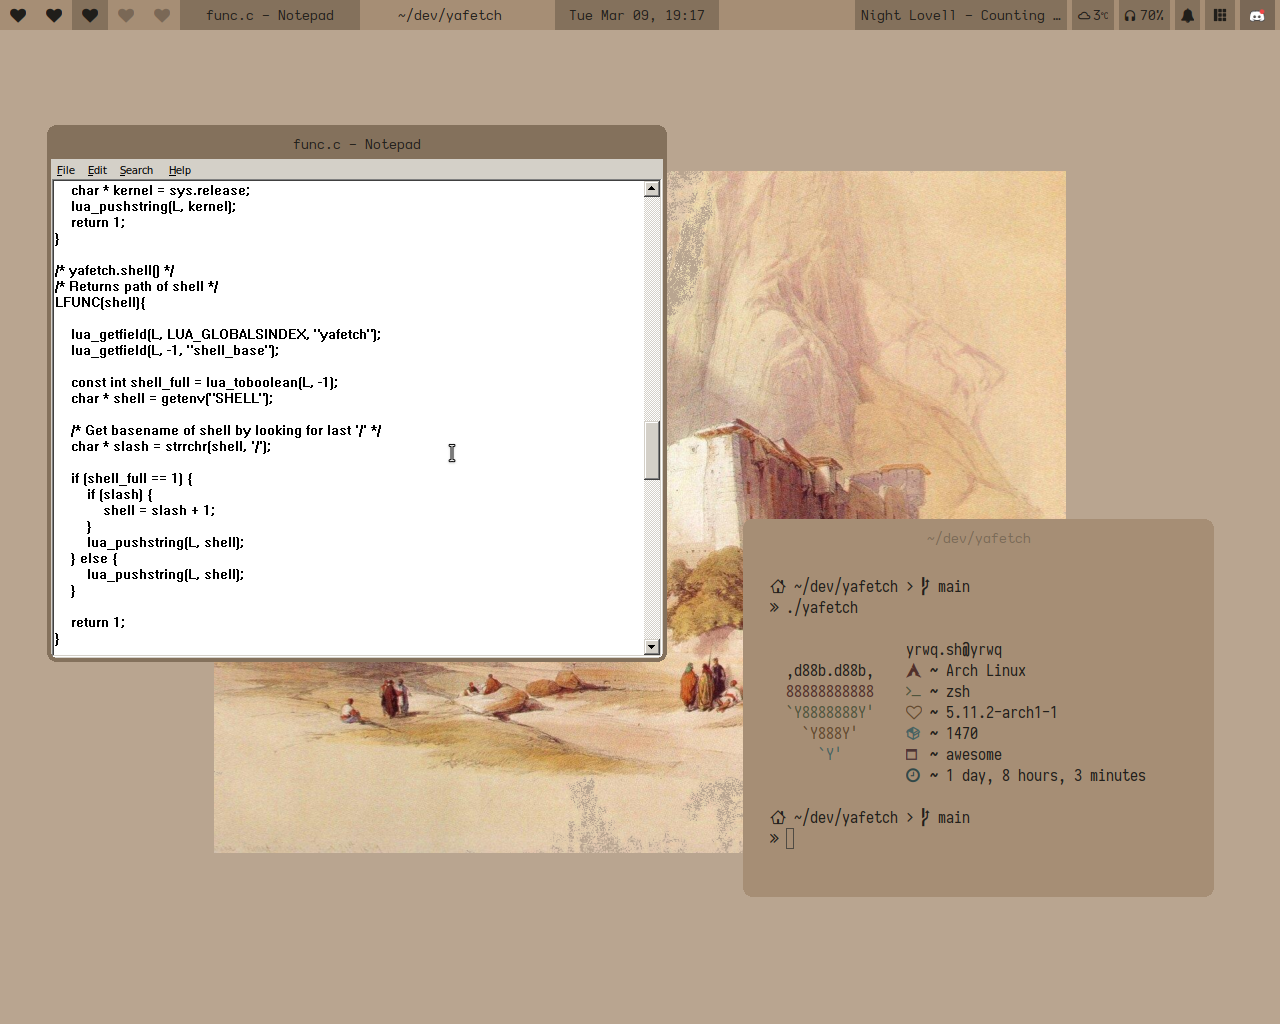 func.c - Notepad
~/dev/yafetch
Tue Mar 09, 19:17
Night Lovell - Counting …
3°C
70%
func.c - Notepad
File Edit Search Help
char * kernel = sys.release;
lua_pushstring(L, kernel);
return 1;
}
/* yafetch.shell() */
/* Returns path of shell */
LFUNC(shell){
lua_getfield(L, LUA_GLOBALSINDEX, "yafetch");
lua_getfield(L, -1, "shell_base");
const int shell_full = lua_toboolean(L, -1);
char * shell = getenv("SHELL");
/* Get basename of shell by looking for last '/' */
char * slash = strrchr(shell, '/');
if (shell_full == 1) {
if (slash) {
shell = slash + 1;
}
lua_pushstring(L, shell);
} else {
lua_pushstring(L, shell);
}
return 1;
}
~/dev/yafetch
~/dev/yafetch > main
» ./yafetch
yrwq.sh@yrwq
,d88b.d88b, ~ Arch Linux
88888888888 ~ zsh
`Y8888888Y' ~ 5.11.2-arch1-1
`Y888Y' ~ 1470
`Y' ~ awesome
~ 1 day, 8 hours, 3 minutes
~/dev/yafetch > main
»